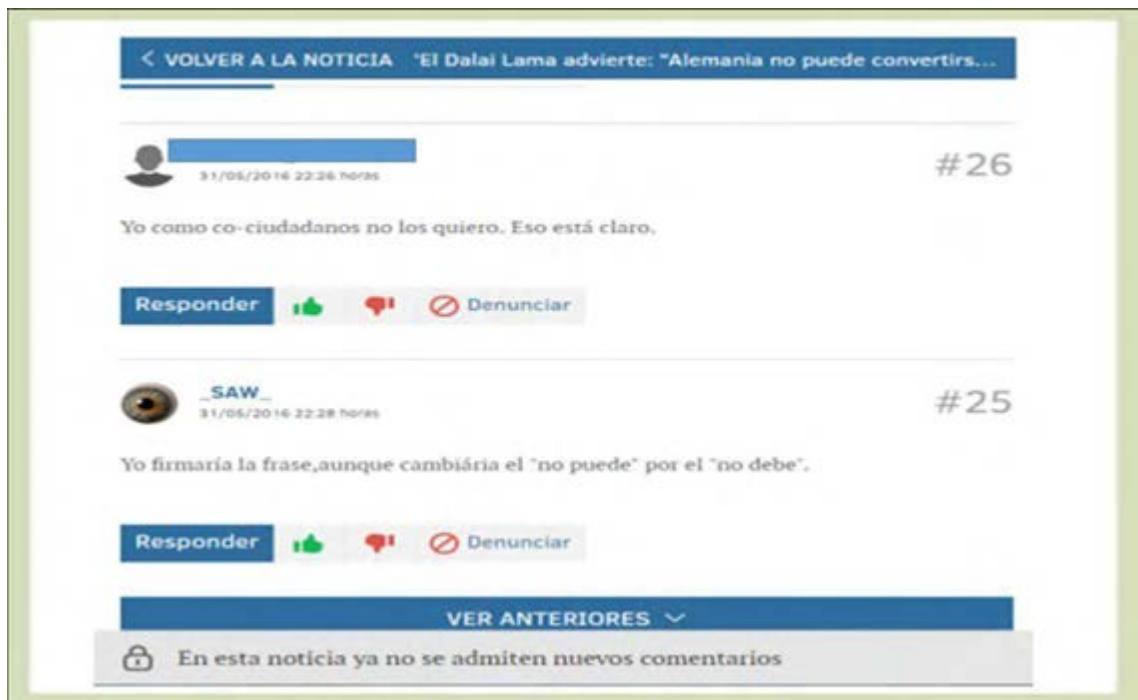 < VOLVER A LA NOTICIA "El Dalai Lama advierte: "Alemania no puede convertirs...
31/05/2016 22:26 horas
#26
Yo como co-ciudadanos no los quiero. Eso está claro.
Responder Denunciar
_SAW_
31/05/2016 22:28 horas
#25
Yo firmaría la frase,aunque cambiária el "no puede" por el "no debe".
Responder Denunciar
VER ANTERIORES
En esta noticia ya no se admiten nuevos comentarios